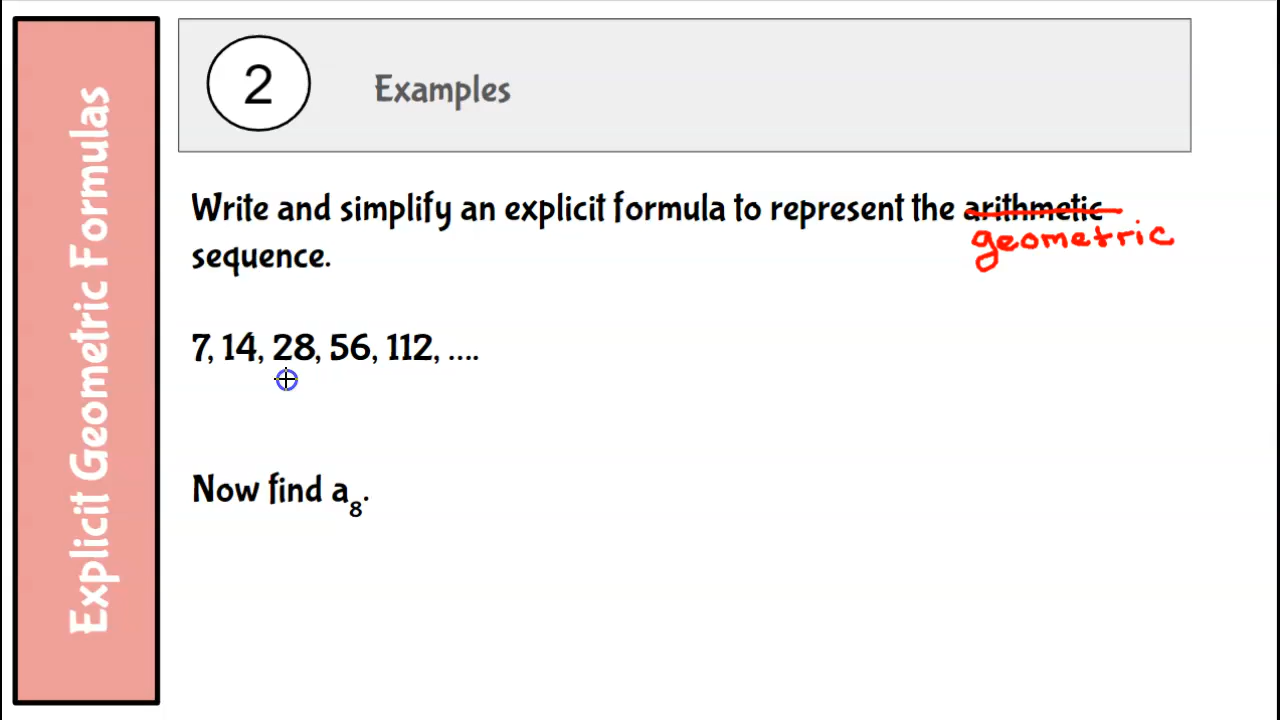 Explicit Geometric Formulas
2
Examples
Write and simplify an explicit formula to represent the arithmetic
geometric
sequence.
7, 14, 28, 56, 112, ....
Now find a₈.